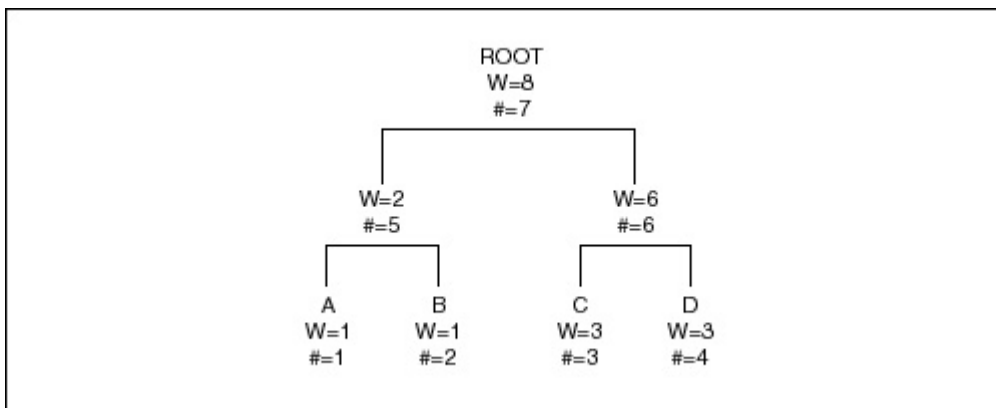 ROOT
W=8
#=7
W=2 W=6
#=5 #=6
A B C D
W=1 W=1 W=3 W=3
#=1 #=2 #=3 #=4